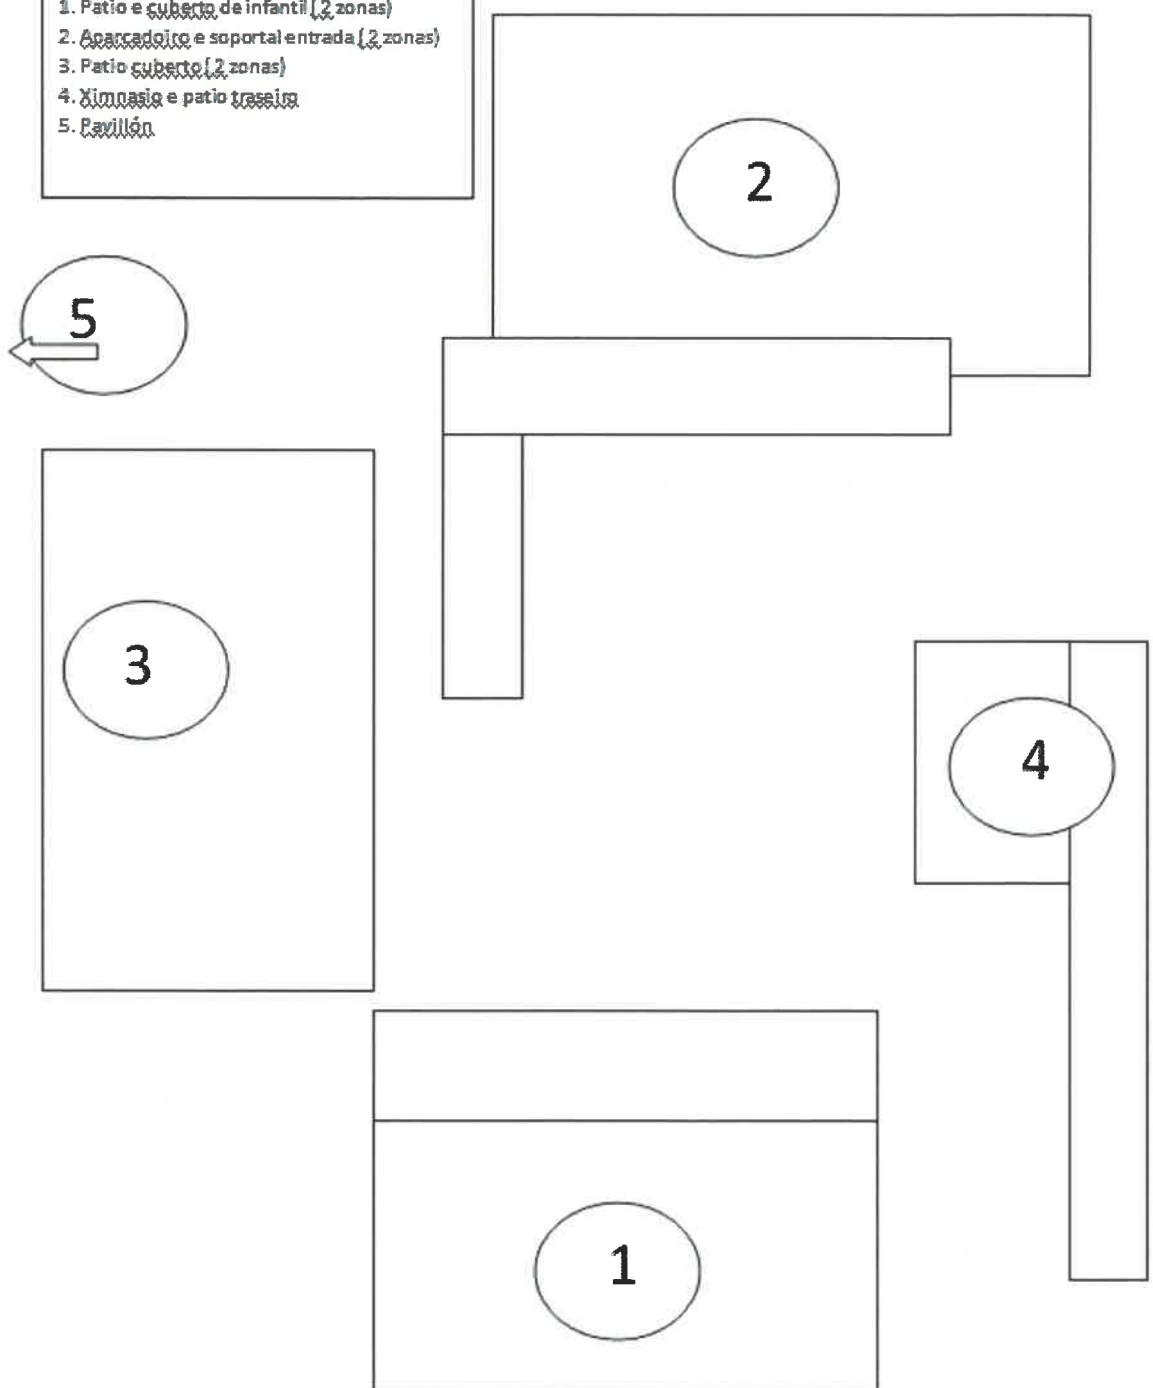 1. Patio e cuberto de infantil ( 2 zonas)
2. Aparcadoiro e soportal entrada ( 2 zonas)
3. Patio cuberto ( 2 zonas)
4. Ximnasio e patio traseiro
5. Pavillón
2
5
3
4
1